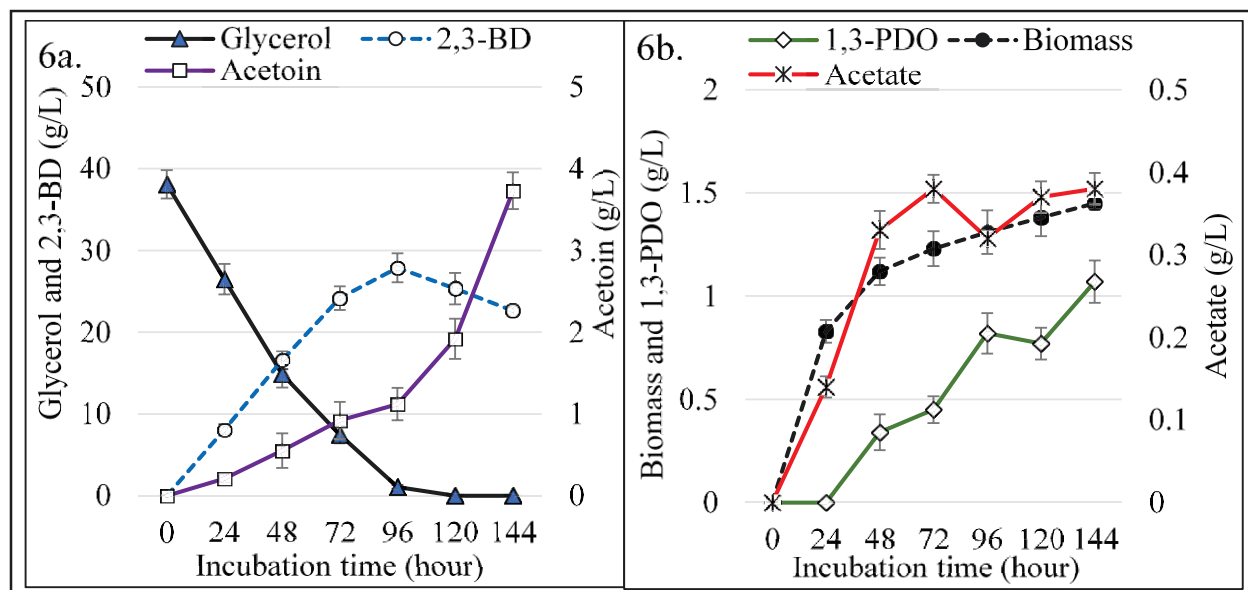 6a.
Glycerol
2,3-BD
Acetoin
Glycerol and 2,3-BD (g/L)
50
40
30
20
10
0
5
4
3
2
1
0
Acetoin (g/L)
0 24 48 72 96 120 144
Incubation time (hour)
6b.
1,3-PDO
Biomass
Acetate
Biomass and 1,3-PDO (g/L)
2
1.5
1
0.5
0
0.5
0.4
0.3
0.2
0.1
0
Acetate (g/L)
0 24 48 72 96 120 144
Incubation time (hour)